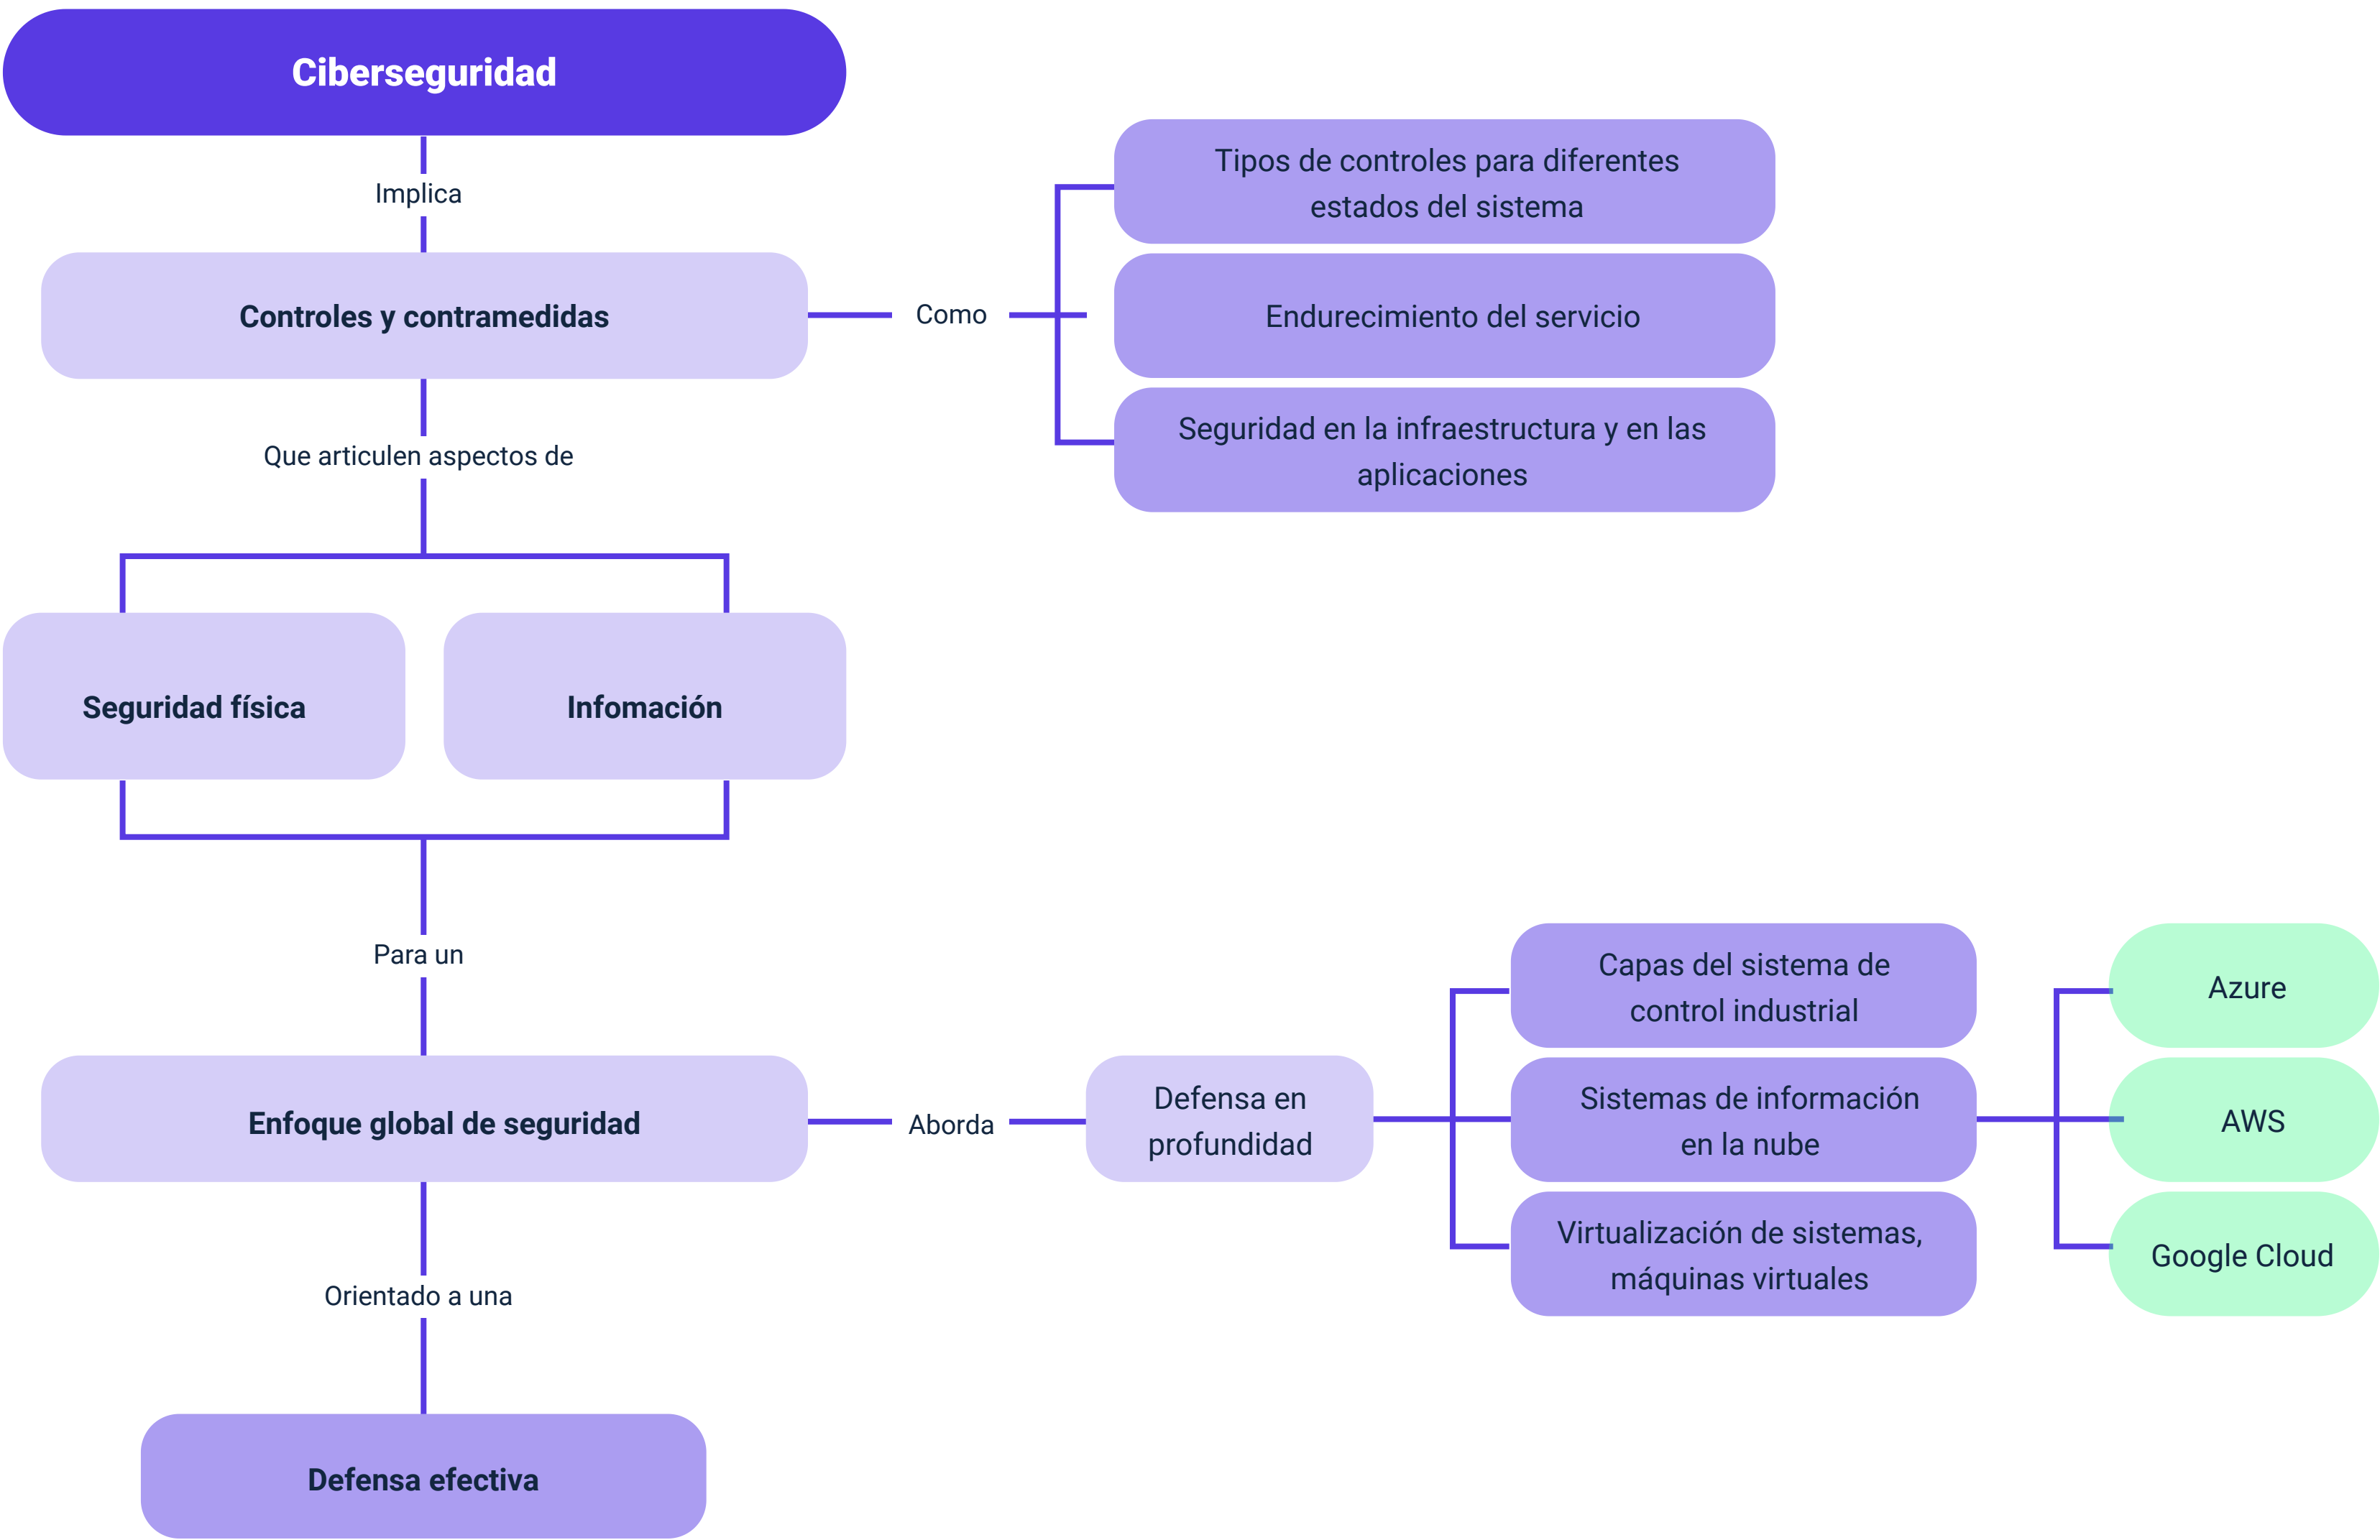 Ciberseguridad
Implica
Controles y contramedidas
Como
Tipos de controles para diferentes
estados del sistema
Endurecimiento del servicio
Seguridad en la infraestructura y en las
aplicaciones
Que articulen aspectos de
Seguridad física
Infomación
Para un
Enfoque global de seguridad
Aborda
Defensa en
profundidad
Capas del sistema de
control industrial
Sistemas de información
en la nube
Virtualización de sistemas,
máquinas virtuales
Azure
AWS
Google Cloud
Orientado a una
Defensa efectiva